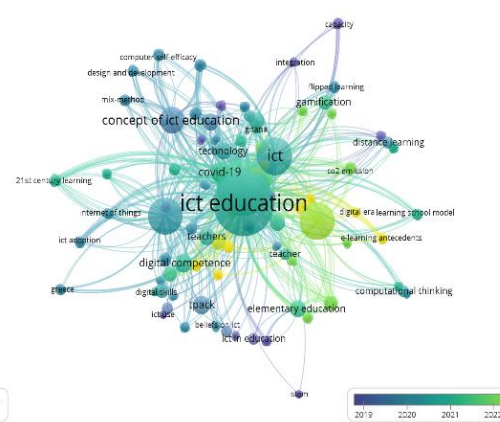 capacity
computer self-efficacy
integration
design and development
flipped learning
mix-method
gamification
concept of ict education
ghana
distance learning
technology
ict
co2 emission
covid-19
21st century learning
ict education
internet of things
digital era
learning school model
teachers
e-learning antecedents
ict adoption
teacher
digital competence
greece
digital skills
computational thinking
tpack
elementary education
ict use
beliefs on ict
ict in education
stem
2019
2020
2021
2022